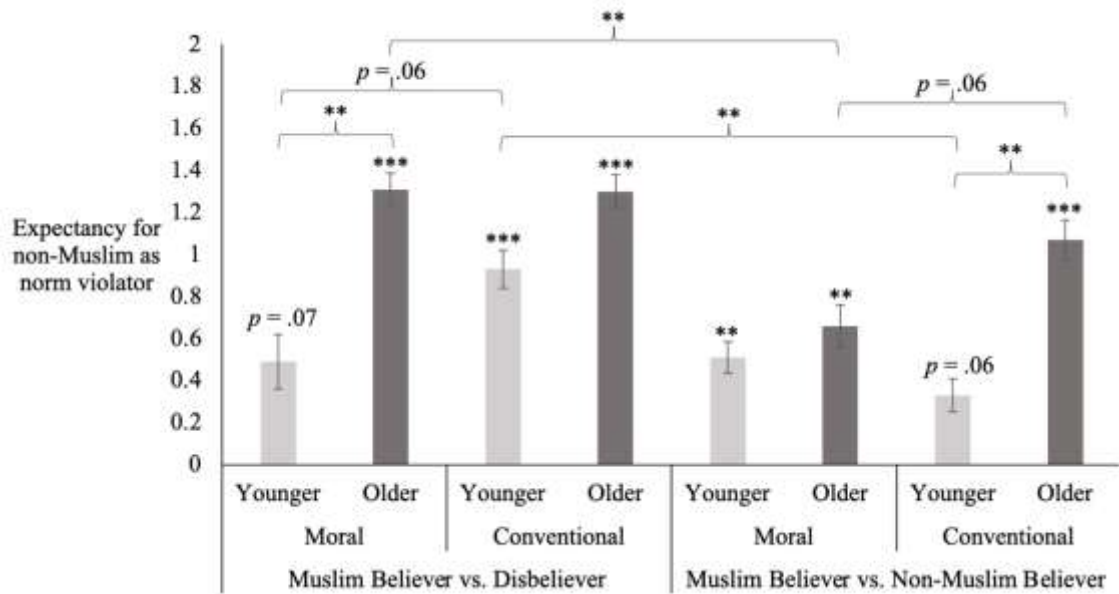 **
2
1.8
1.6
1.4
1.2
1
0.8
0.6
0.4
0.2
0
Expectancy for
non-Muslim as
norm violator
p = .06
p = .06
**
**
**
***
***
***
***
p = .07
**
**
p = .06
Younger Older Younger Older Younger Older Younger Older
Moral Conventional Moral Conventional
Muslim Believer vs. Disbeliever Muslim Believer vs. Non-Muslim Believer